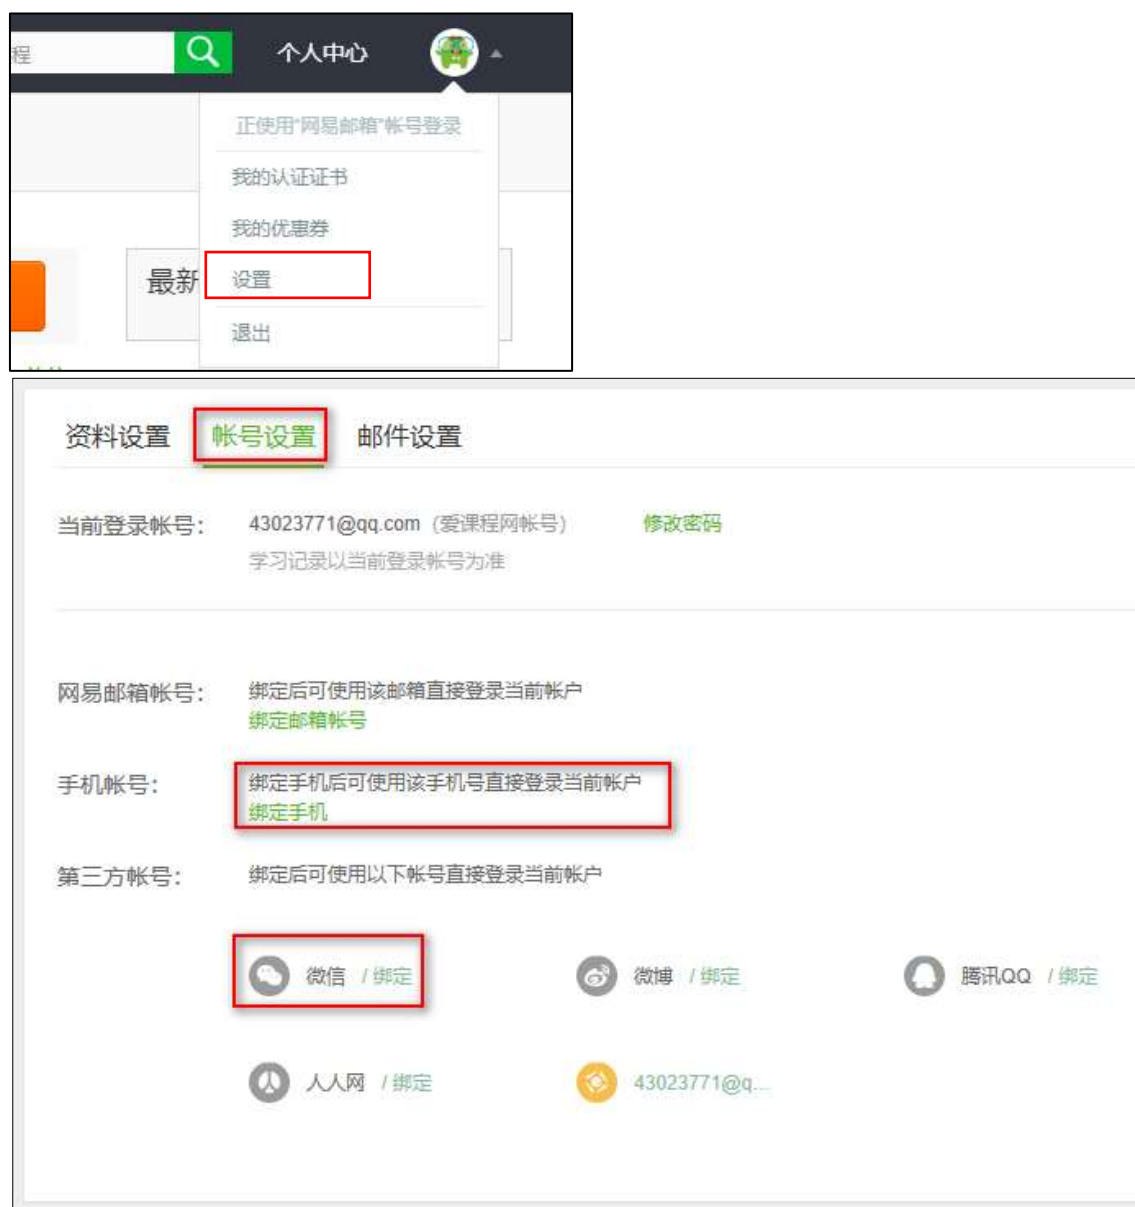 程
个人中心
正使用"网易邮箱"帐号登录
我的认证证书
我的优惠券
最新
设置
退出
资料设置 帐号设置 邮件设置
当前登录帐号： 43023771@qq.com (爱课程网帐号) 修改密码
学习记录以当前登录帐号为准
网易邮箱帐号： 绑定后可使用该邮箱直接登录当前帐户
绑定邮箱帐号
手机帐号： 绑定手机后可使用该手机号直接登录当前帐户
绑定手机
第三方帐号： 绑定后可使用以下帐号直接登录当前帐户
微信 / 绑定 微博 / 绑定 腾讯QQ / 绑定
人人网 / 绑定 43023771@q...